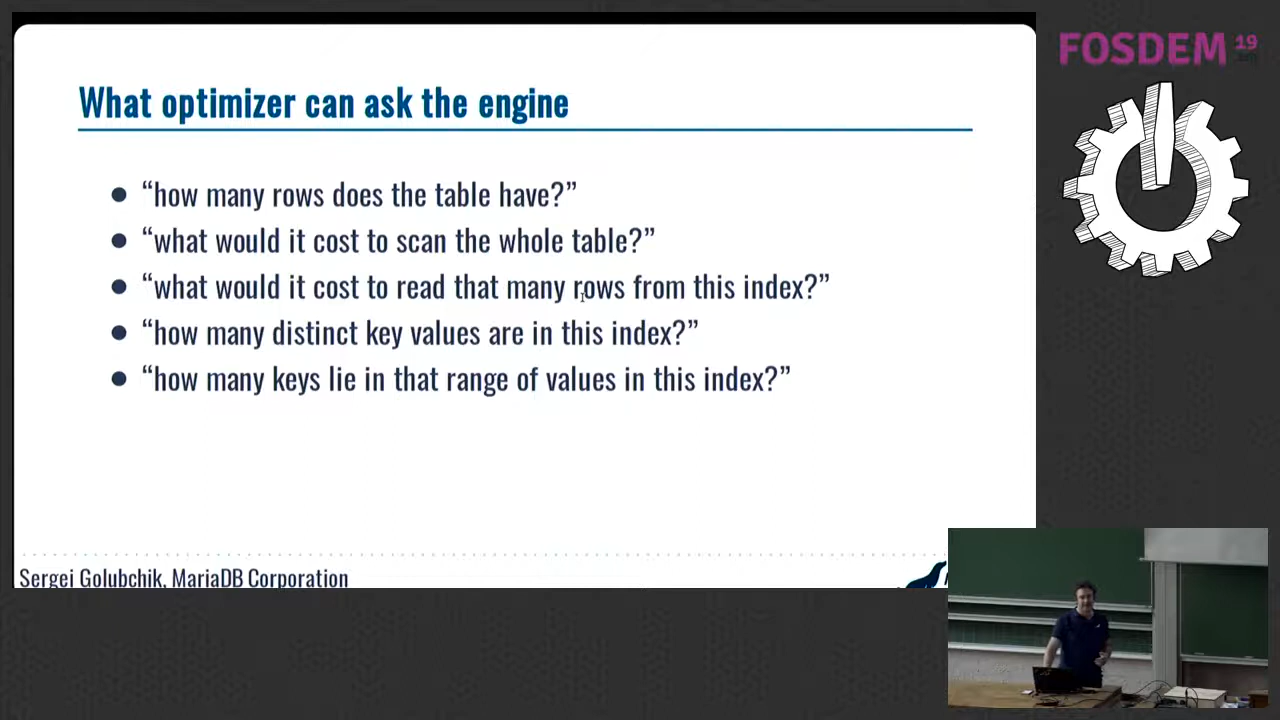 What optimizer can ask the engine
“how many rows does the table have?”
“what would it cost to scan the whole table?”
“what would it cost to read that many rows from this index?”
“how many distinct key values are in this index?”
“how many keys lie in that range of values in this index?”
Sergei Golubchik, MariaDB Corporation
FOSDEM 19